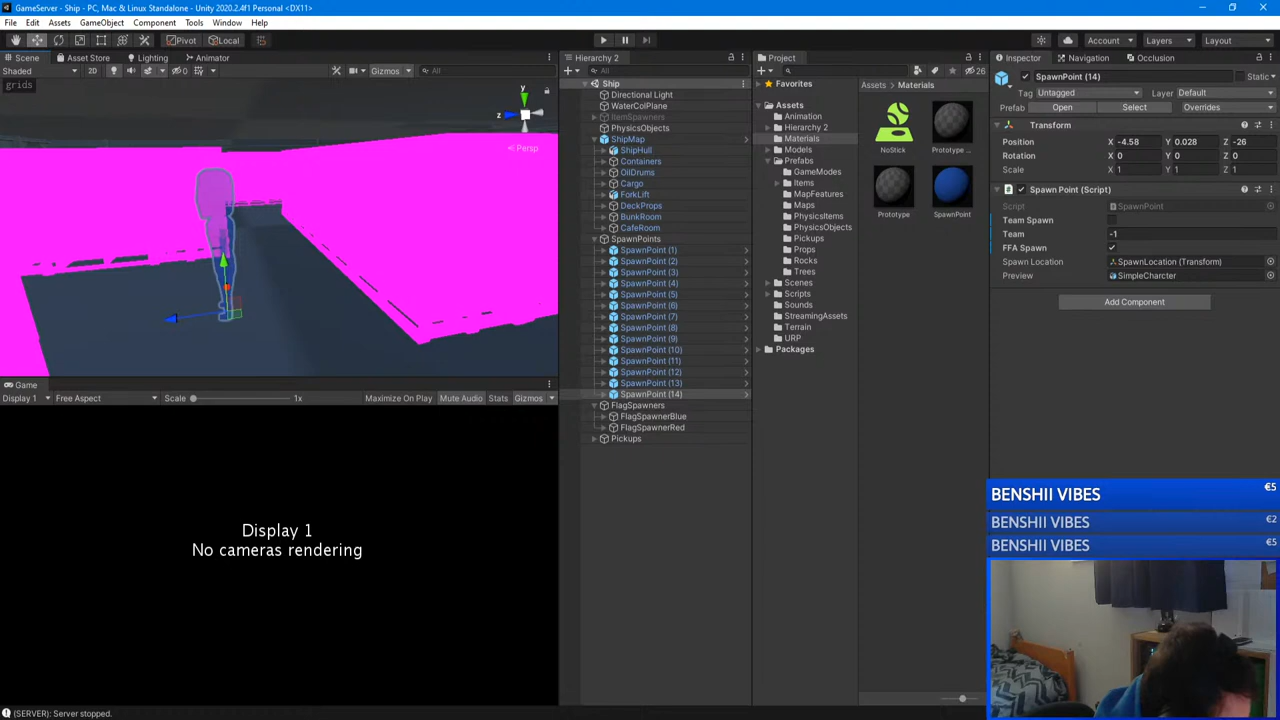 GameServer - Ship - PC, Mac & Linux Standalone - Unity 2020.2.4f1 Personal <DX11>
File Edit Assets GameObject Component Tools Window Help
Pivot Local Account Layers Layout
Scene Asset Store Lighting Animator
Shaded 2D 0 Gizmos All
grids
y
z
Persp
Game
Display 1 Free Aspect Scale 1x Maximize On Play Mute Audio Stats Gizmos
Display 1
No cameras rendering
(SERVER): Server stopped.
Hierarchy 2
All
Ship
Directional Light
WaterColPlane
ItemSpawners
PhysicsObjects
ShipMap
ShipHull
Containers
OilDrums
Cargo
ForkLift
DeckProps
BunkRoom
CafeRoom
SpawnPoints
SpawnPoint (1)
SpawnPoint (2)
SpawnPoint (3)
SpawnPoint (4)
SpawnPoint (5)
SpawnPoint (6)
SpawnPoint (7)
SpawnPoint (8)
SpawnPoint (9)
SpawnPoint (10)
SpawnPoint (11)
SpawnPoint (12)
SpawnPoint (13)
SpawnPoint (14)
FlagSpawners
FlagSpawnerBlue
FlagSpawnerRed
Pickups
Project
26
Favorites
Assets
Animation
Hierarchy 2
Materials
Models
Prefabs
GameModes
Items
MapFeatures
Maps
PhysicsItems
PhysicsObjects
Pickups
Props
Rocks
Trees
Scenes
Scripts
Sounds
StreamingAssets
Terrain
URP
Packages
Assets > Materials
NoStick Prototype ...
Prototype SpawnPoint
Inspector Navigation Occlusion
SpawnPoint (14) Static
Tag Untagged Layer Default
Prefab Open Select Overrides
Transform
Position X -4.58 Y 0.028 Z -26
Rotation X 0 Y 0 Z 0
Scale X 1 Y 1 Z 1
Spawn Point (Script)
Script SpawnPoint
Team Spawn
Team -1
FFA Spawn
Spawn Location SpawnLocation (Transform)
Preview SimpleCharcter
Add Component
BENSHII VIBES €5
BENSHII VIBES €2
BENSHII VIBES €5